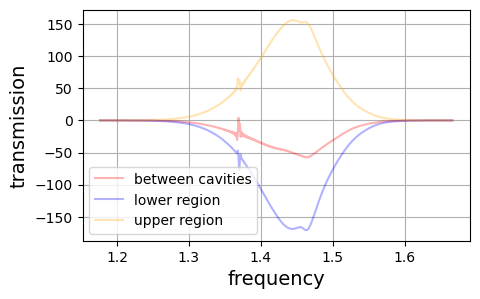 150
100
50
0
−50
−100
−150
transmission
between cavities
lower region
upper region
1.2 1.3 1.4 1.5 1.6
frequency